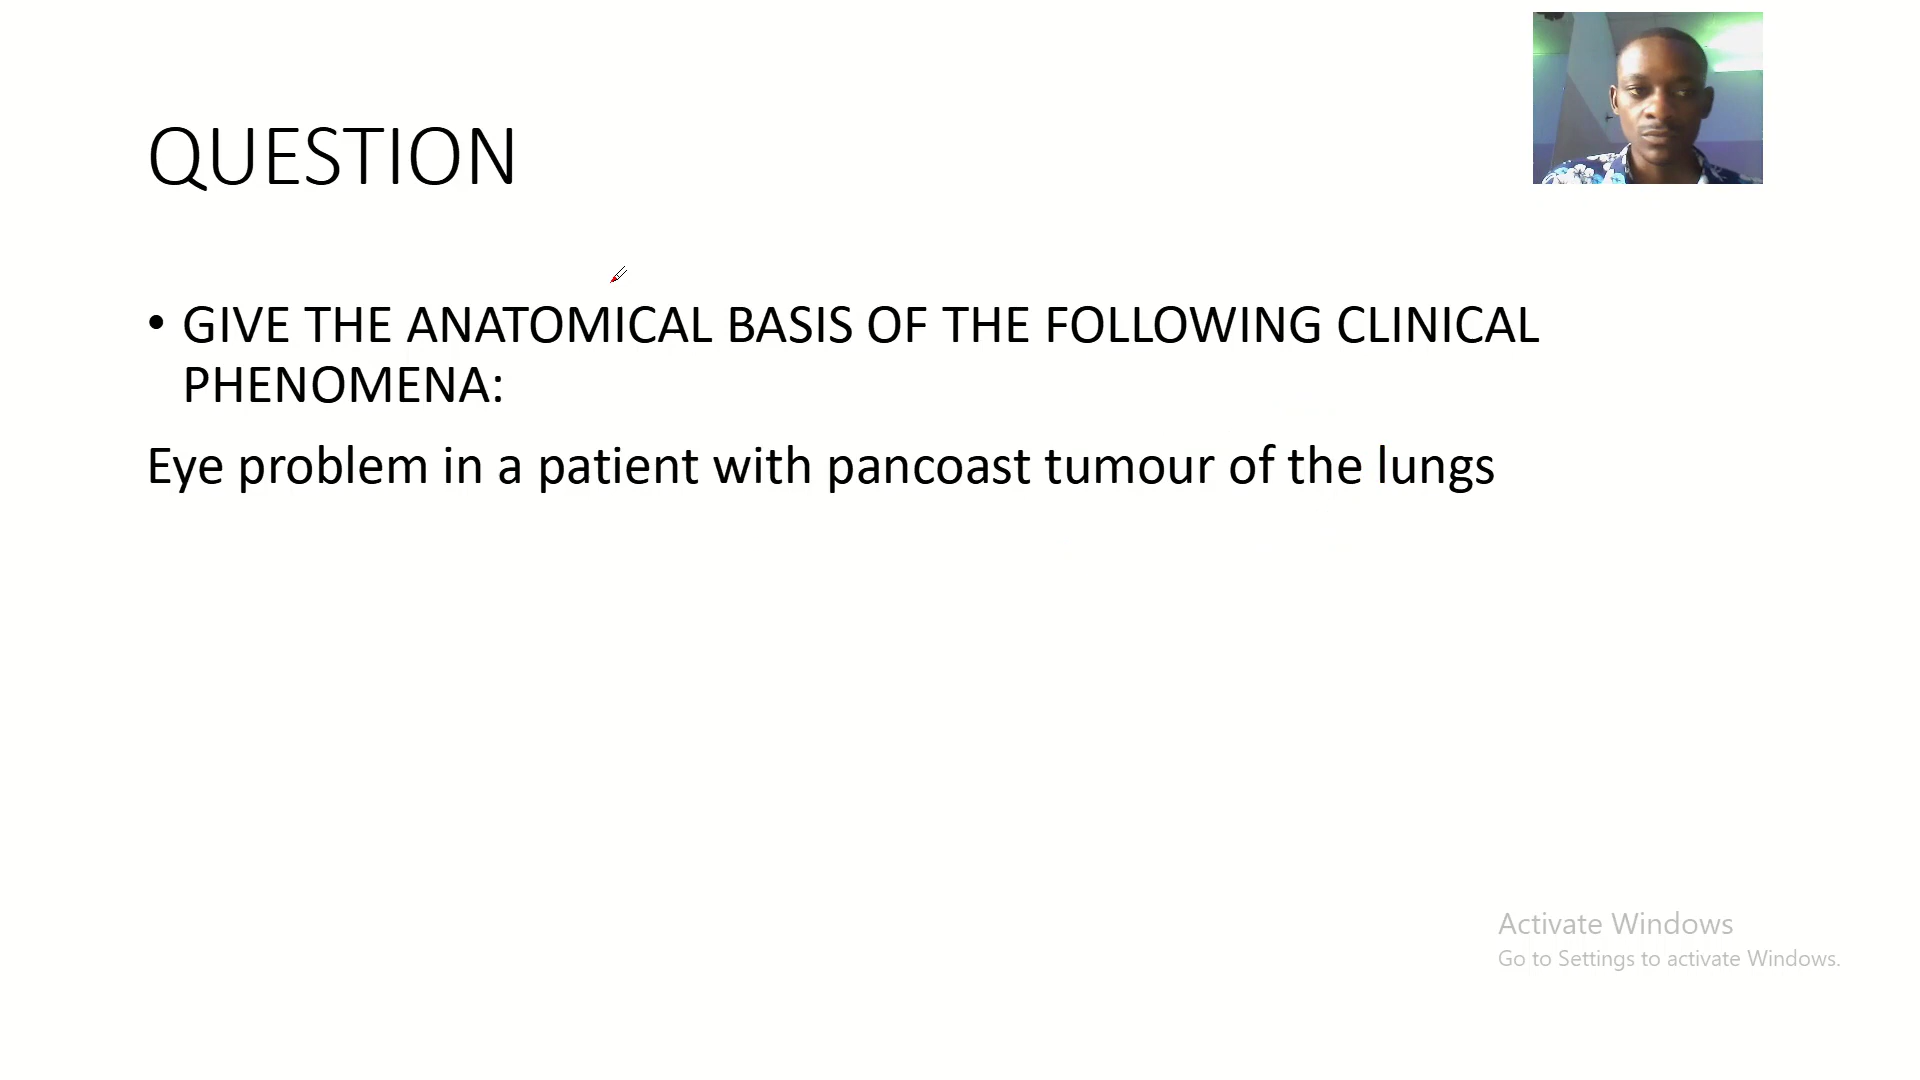 QUESTION
• GIVE THE ANATOMICAL BASIS OF THE FOLLOWING CLINICAL
PHENOMENA:
Eye problem in a patient with pancoast tumour of the lungs
Activate Windows
Go to Settings to activate Windows.